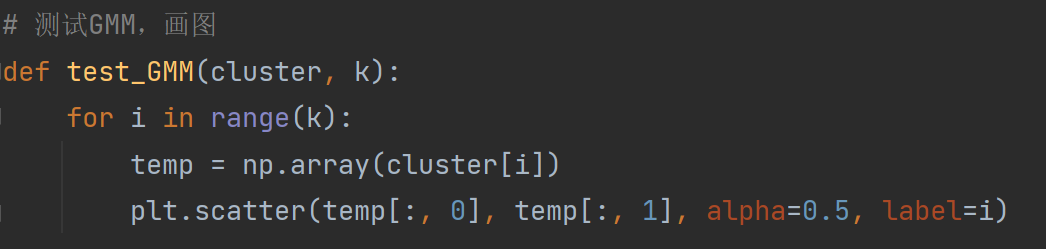 # 测试GMM，画图
def test_GMM(cluster, k):
    for i in range(k):
        temp = np.array(cluster[i])
        plt.scatter(temp[:, 0], temp[:, 1], alpha=0.5, label=i)